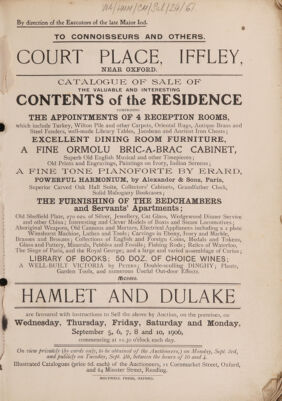 By direction of the Executors of the late Major Ind.
TO CONNOISSEURS AND OTHERS.
COURT PLACE, IFFLEY,
NEAR OXFORD.
CATALOGUE OF SALE OF
THE VALUABLE AND INTERESTING
CONTENTS of the RESIDENCE
COMPRISING
THE APPOINTMENTS OF 4 RECEPTION ROOMS,
which include Turkey, Wilton Pile and other Carpets, Oriental Rugs, Antique Brass and
Steel Fenders, well-made Library Tables, Jacobean and Ancient Iron Chests;
EXCELLENT DINING ROOM FURNITURE,
A FINE ORMOLU BRIC-A-BRAC CABINET,
Superb Old English Musical and other Timepieces;
Old Prints and Engravings, Paintings on Ivory, Indian Screens;
A FINE TONE PIANOFORTE BY ERARD,
POWERFUL HARMONIUM, by Alexandre & Sons, Paris,
Superior Carved Oak Hall Suite, Collectors' Cabinets, Grandfather Clock,
Solid Mahogany Bookcases;
THE FURNISHING OF THE BEDCHAMBERS
and Servants' Apartments;
Old Sheffield Plate, 370 ozs. of Silver, Jewellery, Cut Glass, Wedgwood Dinner Service
and other China; Interesting and Clever Models of Boats and Steam Locomotives;
Aboriginal Weapons, Old Cannons and Mortars, Electrical Appliances including a 2 plate
Wimshurst Machine, Lathes and Tools; Carvings in Ebony, Ivory and Marble,
Bronzes and Brasses; Collections of English and Foreign Coins, Medals and Tokens,
Glass and Pottery, Minerals, Pebbles and Fossils; Fishing Rods; Relics of Waterloo,
The Siege of Paris, and the Royal George; and a large and varied assemblage of Curios;
LIBRARY OF BOOKS; 50 DOZ. OF CHOICE WINES;
A WELL-BUILT VICTORIA by Peters; Double-sculling DINGHY; Plants,
Garden Tools, and numerous Useful Out-door Effects
HAMLET AND DULAKE
are favoured with instructions to Sell the above by Auction, on the premises, on
Wednesday, Thursday, Friday, Saturday and Monday,
September 5, 6, 7, 8 and 10, 1906,
commencing at 12.30 o'clock each day.
On view privately (by cards only, to be obtained of the Auctioneers,) on Monday, Sept. 3rd,
and publicly on Tuesday, Sept. 4th, between the hours of 10 and 4.
Illustrated Catalogues (price 6d. each) of the Auctioneers, 11 Cornmarket Street, Oxford,
and 64 Minster Street, Reading.
HOLYWELL PRESS, OXFORD.